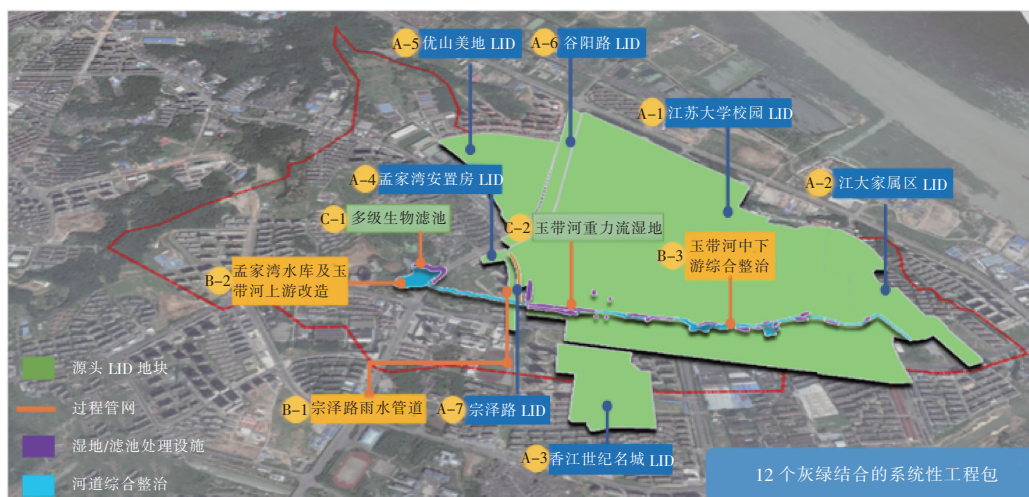 A-5 优山美地 LID
A-6 谷阳路 LID
A-1 江苏大学校园 LID
A-4 孟家湾安置房 LID
A-2 江大家属区 LID
C-1 多级生物滤池
C-2 玉带河重力流湿地
B-3 玉带河中下
游综合整治
B-2 孟家湾水库及玉
带河上游改造
源头 LID 地块
过程管网
B-1 宗泽路雨水管道
A-7 宗泽路 LID
湿地/滤池处理设施
A-3 香江世纪名城 LID
河道综合整治
12 个灰绿结合的系统性工程包